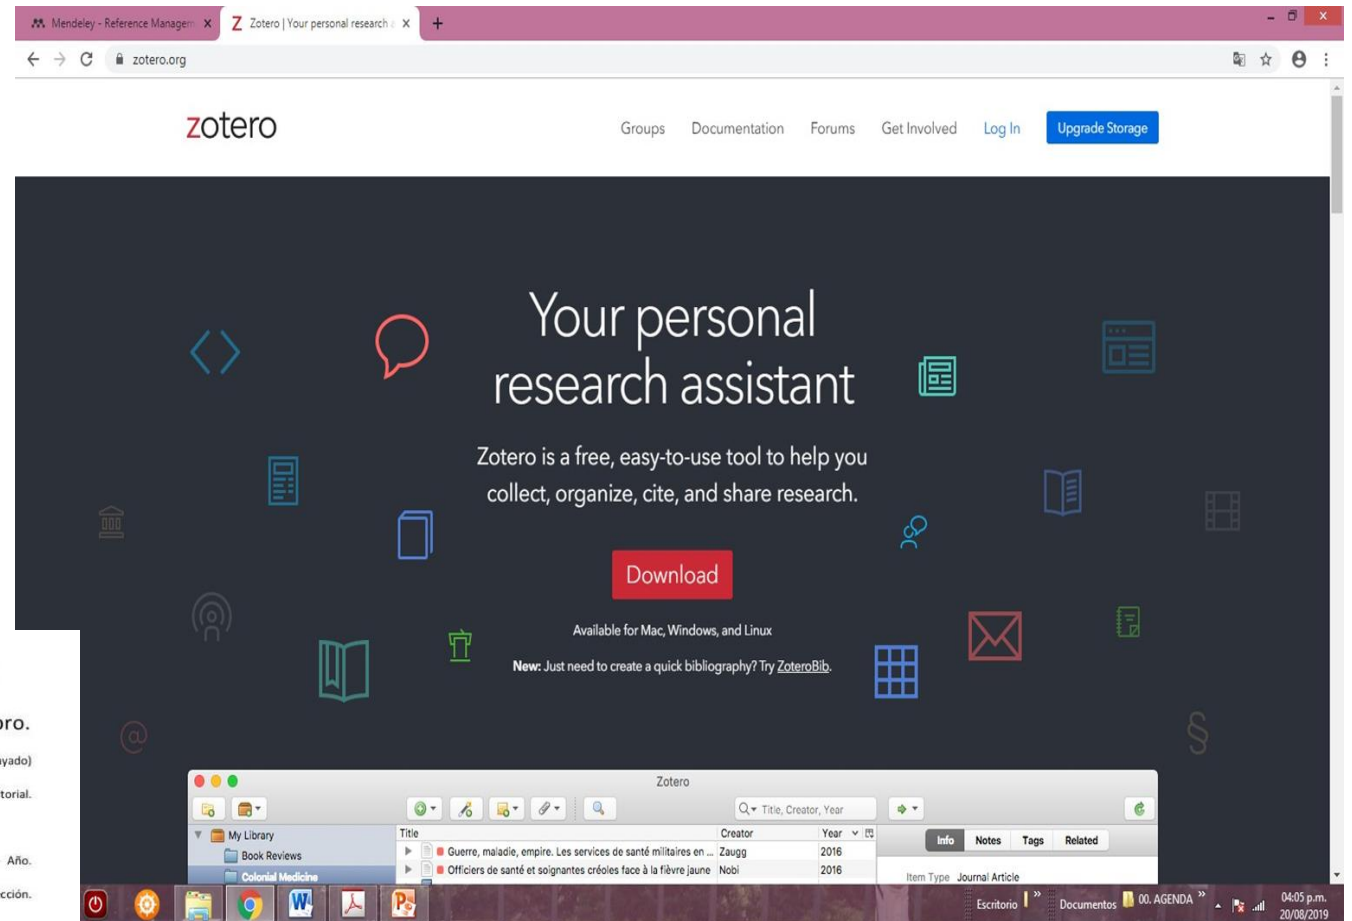 Mendeley - Reference Managem
Zotero | Your personal research a
zotero.org
zotero
Groups Documentation Forums Get Involved Log In Upgrade Storage
Your personal
research assistant
Zotero is a free, easy-to-use tool to help you
collect, organize, cite, and share research.
Download
Available for Mac, Windows, and Linux
New: Just need to create a quick bibliography? Try ZoteroBib.
Zotero
Title, Creator, Year
My Library
Book Reviews
Colonial Medicine
Title Creator Year
Guerre, maladie, empire. Les services de santé militaires en ... Zaugg 2016
Officiers de santé et soignantes créoles face à la fièvre jaune Nobi 2016
Info Notes Tags Related
Item Type Journal Article
Año.
Escritorio Documentos 00. AGENDA
04:05 p.m.
20/08/2019